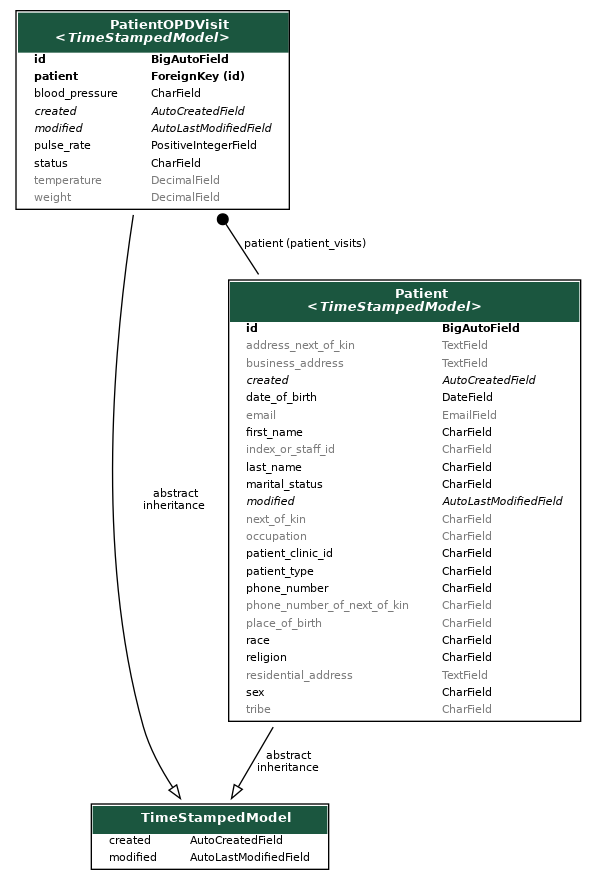 PatientOPDVisit
<TimeStampedModel>
id BigAutoField
patient ForeignKey (id)
blood_pressure CharField
created AutoCreatedField
modified AutoLastModifiedField
pulse_rate PositiveIntegerField
status CharField
temperature DecimalField
weight DecimalField
patient (patient_visits)
Patient
<TimeStampedModel>
id BigAutoField
address_next_of_kin TextField
business_address TextField
created AutoCreatedField
date_of_birth DateField
email EmailField
first_name CharField
index_or_staff_id CharField
last_name CharField
marital_status CharField
modified AutoLastModifiedField
next_of_kin CharField
occupation CharField
patient_clinic_id CharField
patient_type CharField
phone_number CharField
phone_number_of_next_of_kin CharField
place_of_birth CharField
race CharField
religion CharField
residential_address TextField
sex CharField
tribe CharField
abstract
inheritance
abstract
inheritance
TimeStampedModel
created AutoCreatedField
modified AutoLastModifiedField